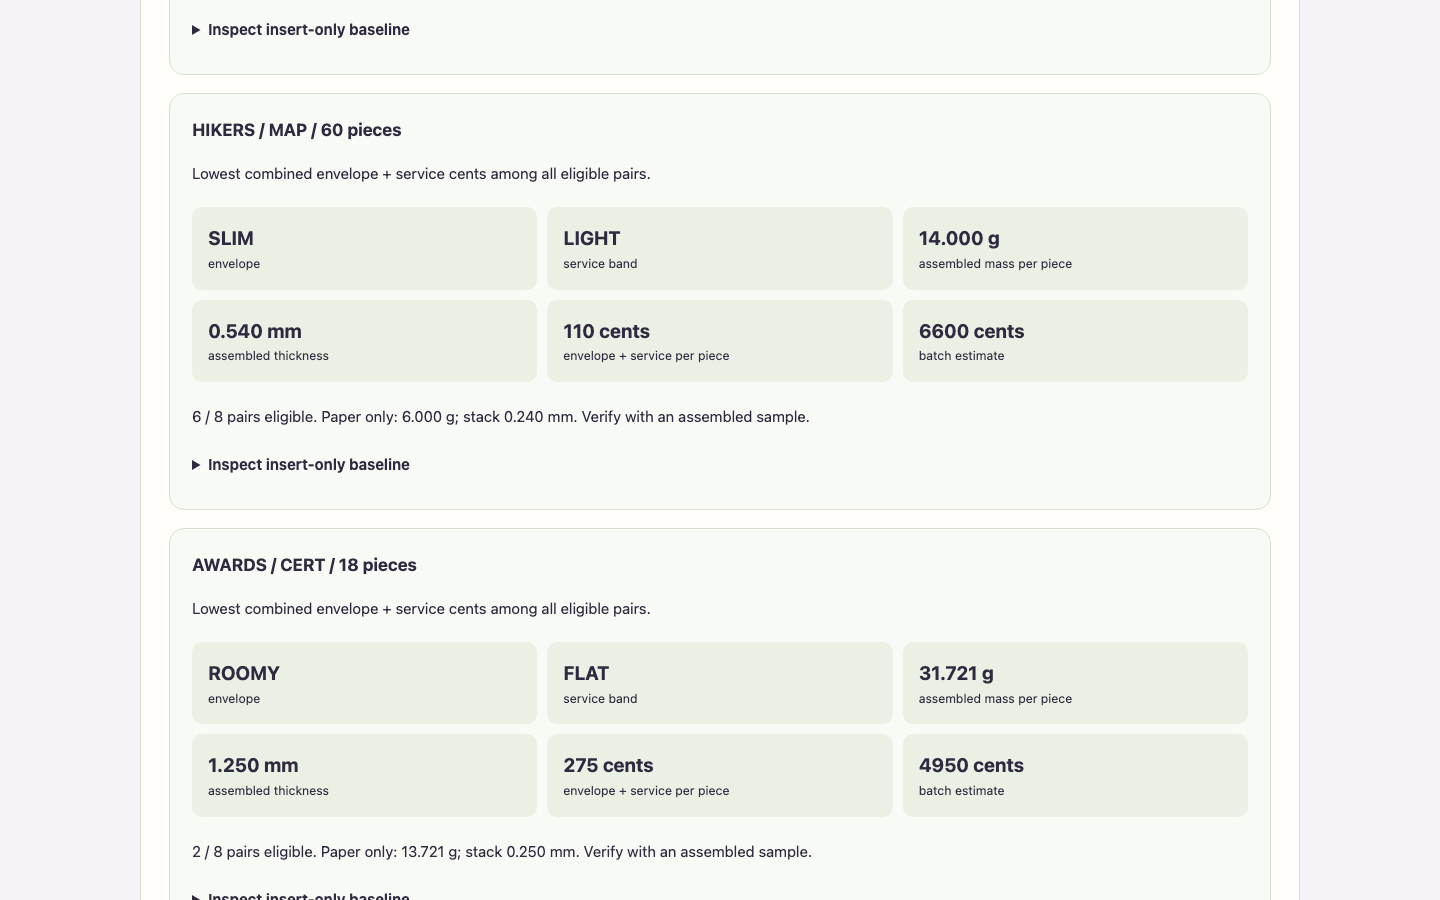 Inspect insert-only baseline
HIKERS / MAP / 60 pieces
Lowest combined envelope + service cents among all eligible pairs.
SLIM
envelope
LIGHT
service band
14.000 g
assembled mass per piece
0.540 mm
assembled thickness
110 cents
envelope + service per piece
6600 cents
batch estimate
6 / 8 pairs eligible. Paper only: 6.000 g; stack 0.240 mm. Verify with an assembled sample.
Inspect insert-only baseline
AWARDS / CERT / 18 pieces
Lowest combined envelope + service cents among all eligible pairs.
ROOMY
envelope
FLAT
service band
31.721 g
assembled mass per piece
1.250 mm
assembled thickness
275 cents
envelope + service per piece
4950 cents
batch estimate
2 / 8 pairs eligible. Paper only: 13.721 g; stack 0.250 mm. Verify with an assembled sample.
Inspect insert-only baseline